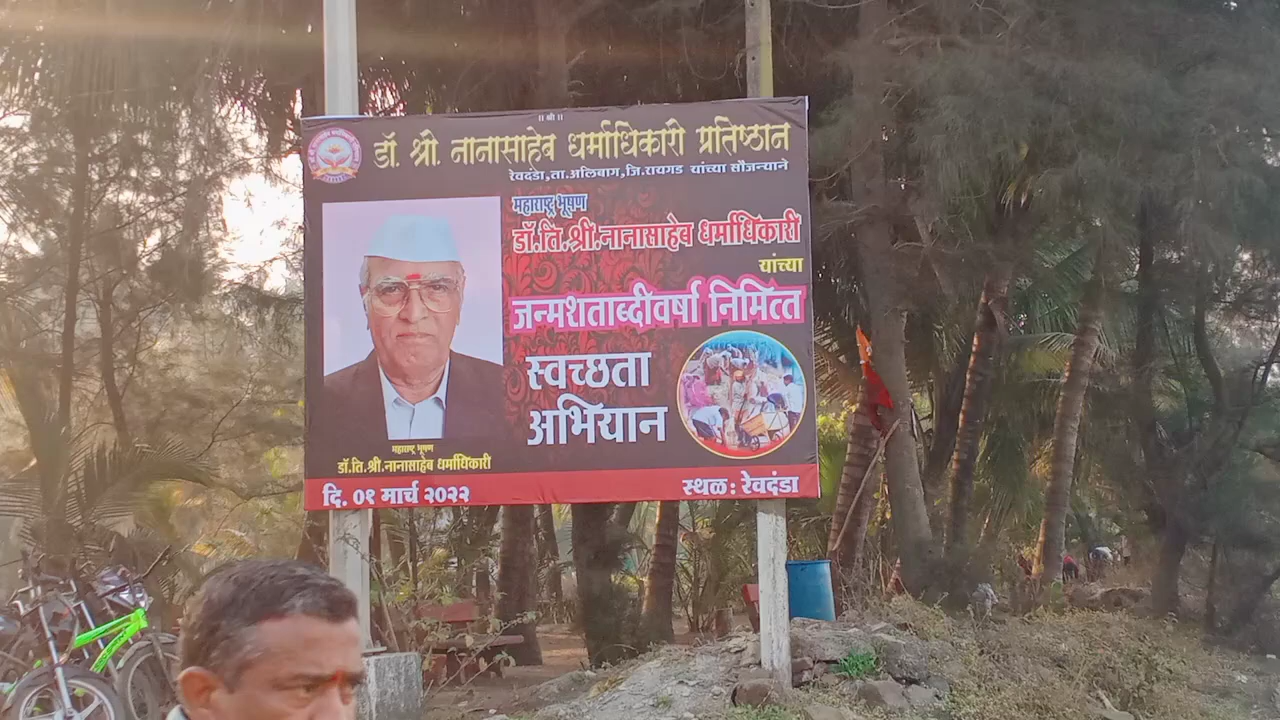 ॥ श्री ॥
डॉ. श्री. नानासाहेब धर्माधिकारी प्रतिष्ठान
रेवदंडा,ता.अलिबाग,जि.रायगड यांच्या सौजन्याने
महाराष्ट्र भूषण
डॉ.ति.श्री.नानासाहेब धर्माधिकारी
यांच्या
जन्मशताब्दीवर्षा निमित्त
स्वच्छता
अभियान
महाराष्ट्र भूषण
डॉ.ति.श्री.नानासाहेब धर्माधिकारी
दि. ०१ मार्च २०२२
स्थळ : रेवदंडा